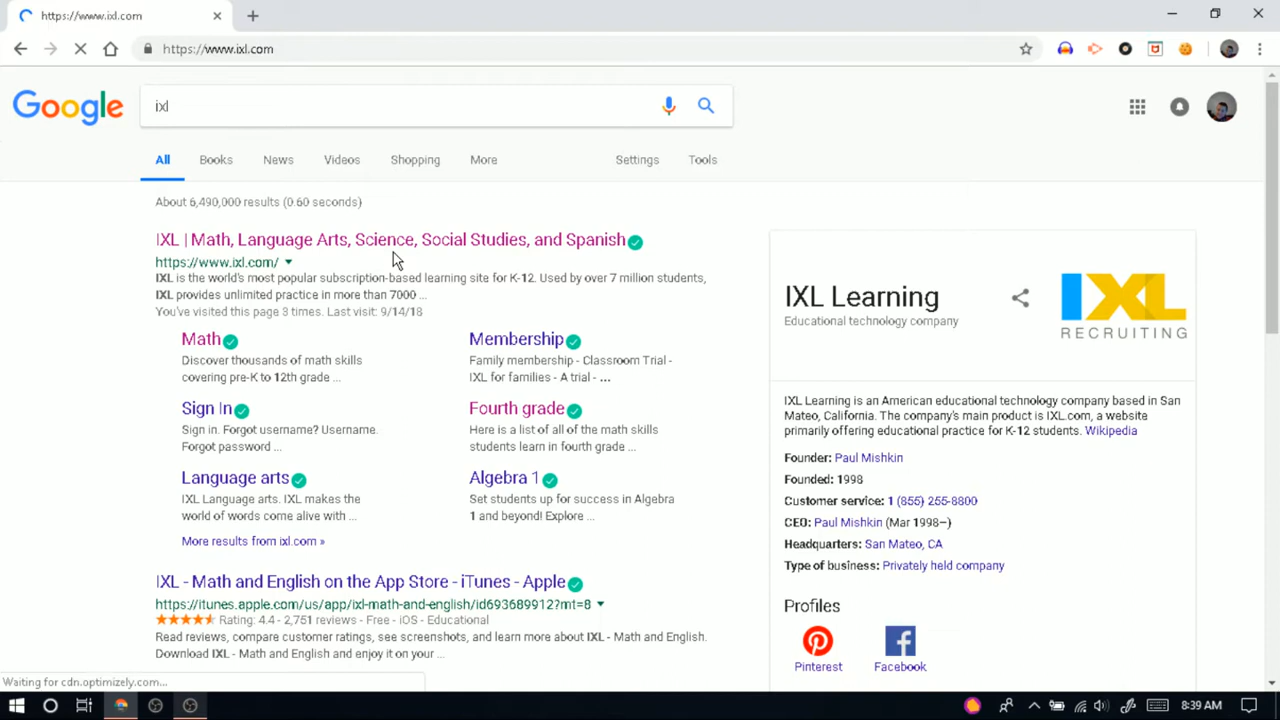 https://www.ixl.com
https://www.ixl.com
Google
ixl
All Books News Videos Shopping More Settings Tools
About 6,490,000 results (0.60 seconds)
IXL | Math, Language Arts, Science, Social Studies, and Spanish
https://www.ixl.com/
IXL is the world's most popular subscription-based learning site for K-12. Used by over 7 million students,
IXL provides unlimited practice in more than 7000 ...
You've visited this page 3 times. Last visit: 9/14/18
Math
Discover thousands of math skills
covering pre-K to 12th grade ...
Membership
Family membership - Classroom Trial -
IXL for families - A trial - ...
Sign In
Sign in. Forgot username? Username.
Forgot password ...
Fourth grade
Here is a list of all of the math skills
students learn in fourth grade ...
Language arts
IXL Language arts. IXL makes the
world of words come alive with ...
Algebra 1
Set students up for success in Algebra
1 and beyond! Explore ...
More results from ixl.com »
IXL - Math and English on the App Store - iTunes - Apple
https://itunes.apple.com/us/app/ixl-math-and-english/id693689912?mt=8
Rating: 4.4 - 2,751 reviews - Free - iOS - Educational
Read reviews, compare customer ratings, see screenshots, and learn more about IXL - Math and English.
Download IXL - Math and English and enjoy it on your ...
IXL Learning
Educational technology company
IXL
RECRUITING
IXL Learning is an American educational technology company based in San
Mateo, California. The company's main product is IXL.com, a website
primarily offering educational practice for K-12 students. Wikipedia
Founder: Paul Mishkin
Founded: 1998
Customer service: 1 (855) 255-8800
CEO: Paul Mishkin (Mar 1998–)
Headquarters: San Mateo, CA
Type of business: Privately held company
Profiles
Pinterest
Facebook
Waiting for cdn.optimizely.com...
8:39 AM